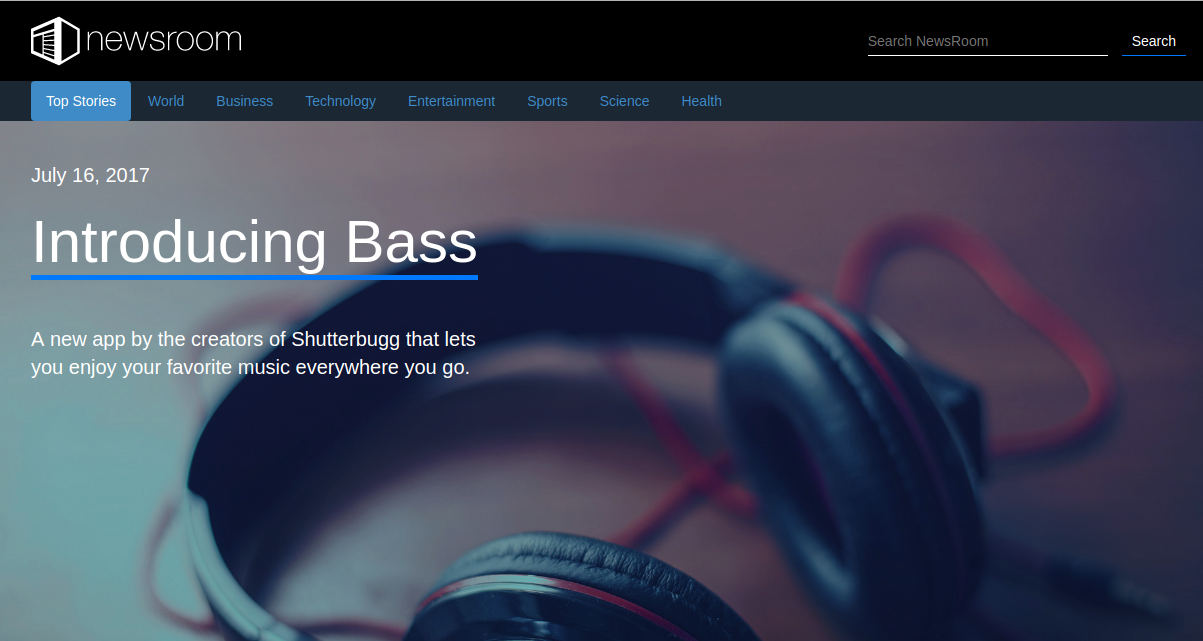 newsroom
Search NewsRoom
Search
Top Stories
World
Business
Technology
Entertainment
Sports
Science
Health
July 16, 2017
Introducing Bass
A new app by the creators of Shutterbugg that lets
you enjoy your favorite music everywhere you go.